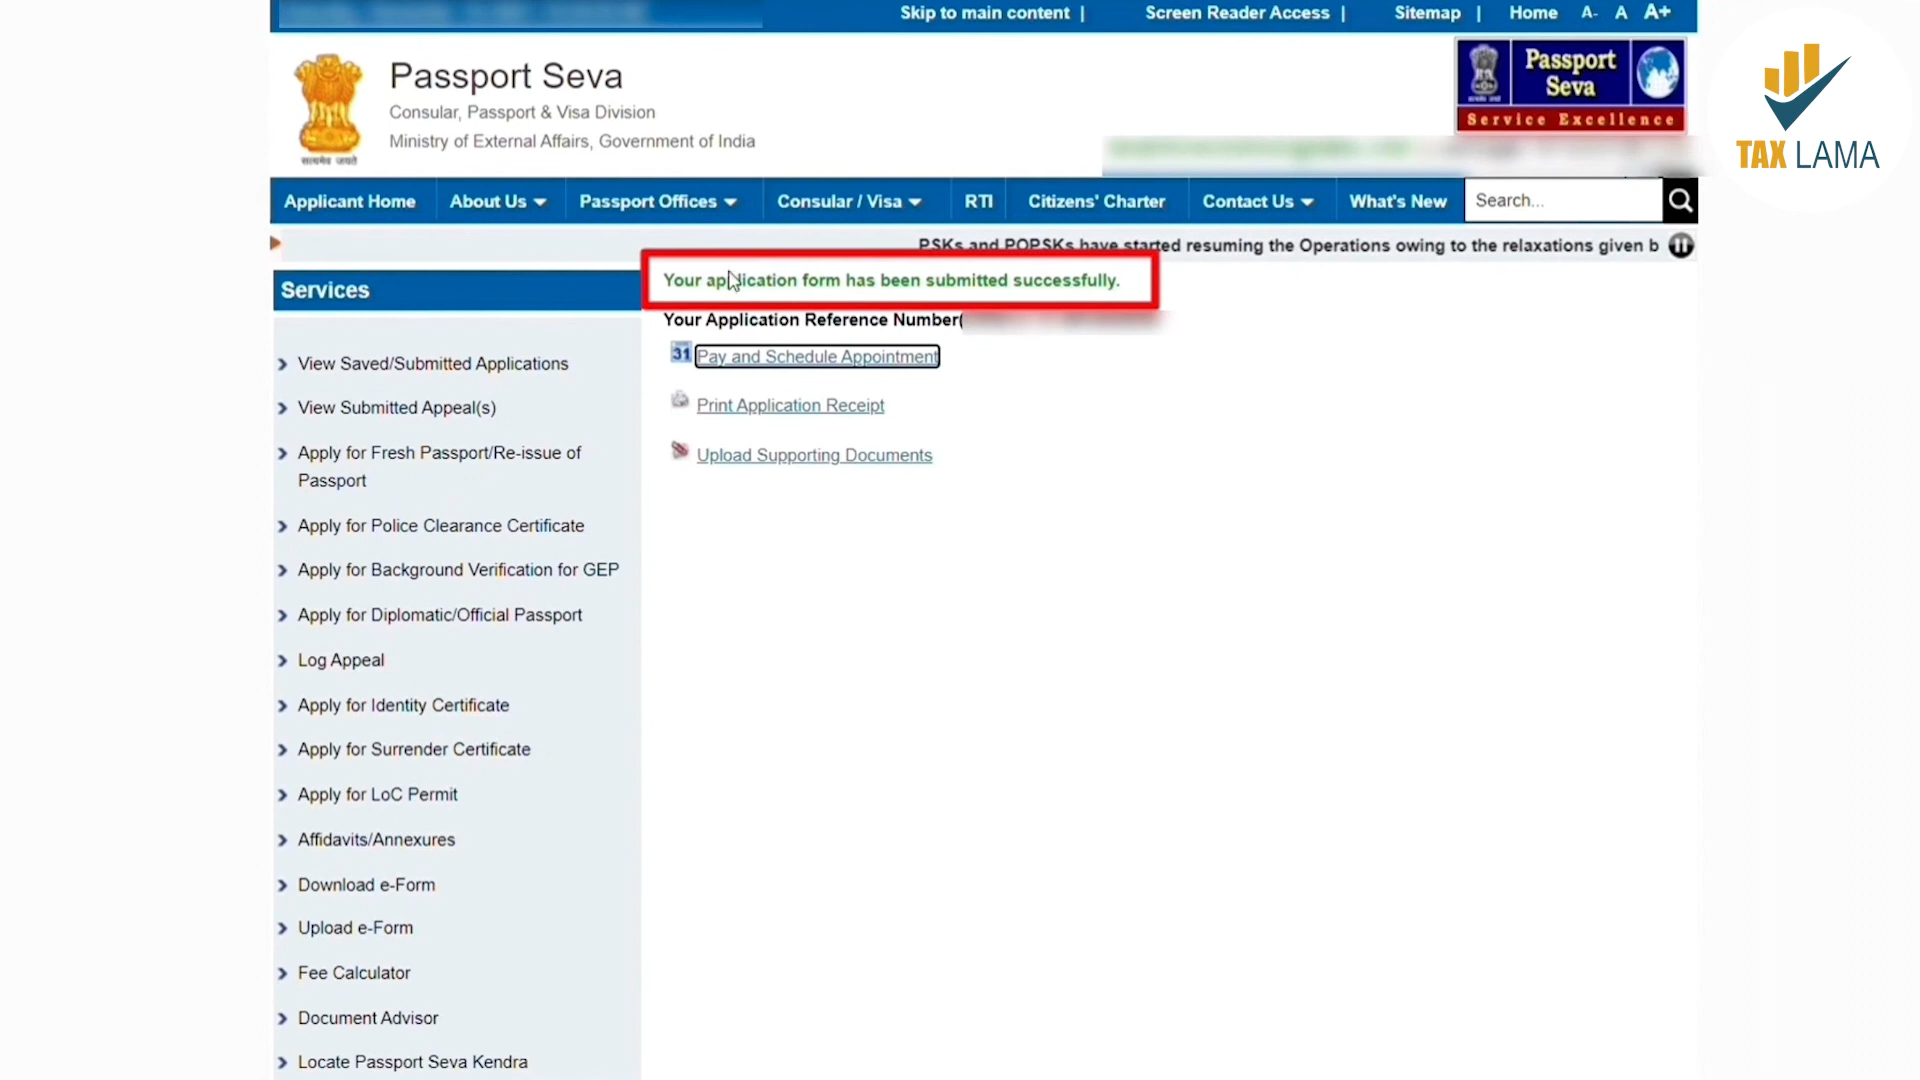 Skip to main content |
Screen Reader Access |
Sitemap |
Home
A- A A+
Passport Seva
Consular, Passport & Visa Division
Ministry of External Affairs, Government of India
सत्यमेव जयते
Passport
Seva
Service Excellence
TAX LAMA
Applicant Home
About Us
Passport Offices
Consular / Visa
RTI
Citizens' Charter
Contact Us
What's New
Search...
PSKs and POPSKs have started resuming the Operations owing to the relaxations given b
Services
Your application form has been submitted successfully.
Your Application Reference Number(
31 Pay and Schedule Appointment
Print Application Receipt
Upload Supporting Documents
View Saved/Submitted Applications
View Submitted Appeal(s)
Apply for Fresh Passport/Re-issue of
Passport
Apply for Police Clearance Certificate
Apply for Background Verification for GEP
Apply for Diplomatic/Official Passport
Log Appeal
Apply for Identity Certificate
Apply for Surrender Certificate
Apply for LoC Permit
Affidavits/Annexures
Download e-Form
Upload e-Form
Fee Calculator
Document Advisor
Locate Passport Seva Kendra